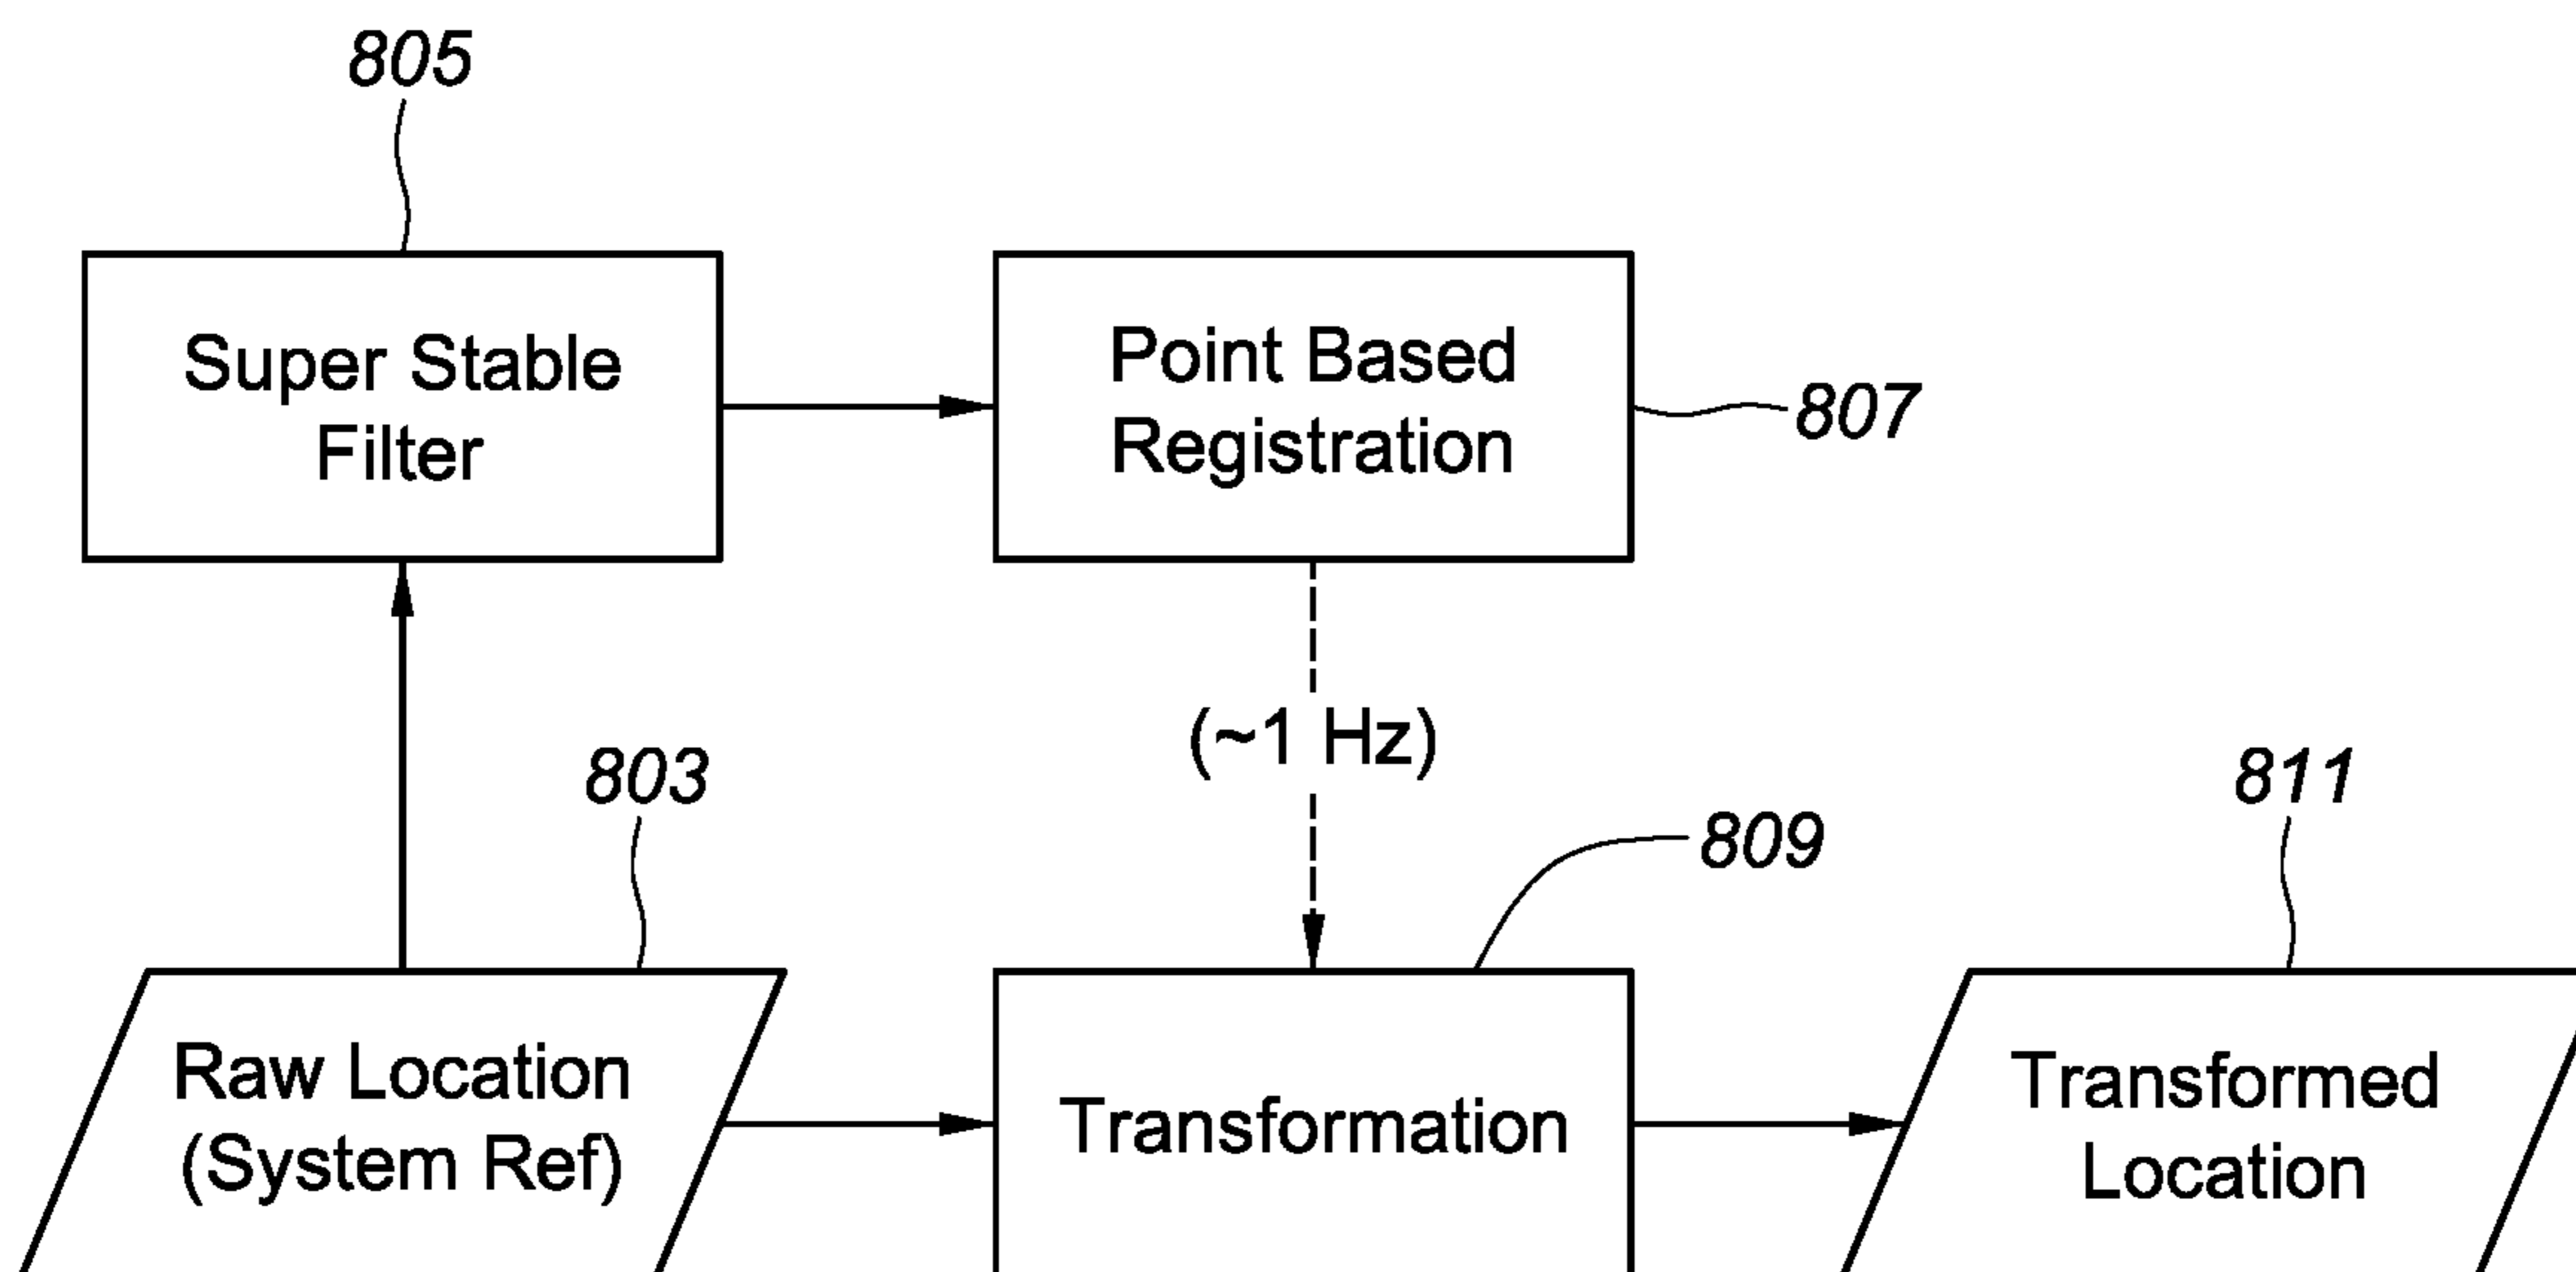 805
Super Stable
Filter
Point Based
Registration
807
(~1 Hz)
803
809
811
Raw Location
(System Ref)
Transformation
Transformed
Location